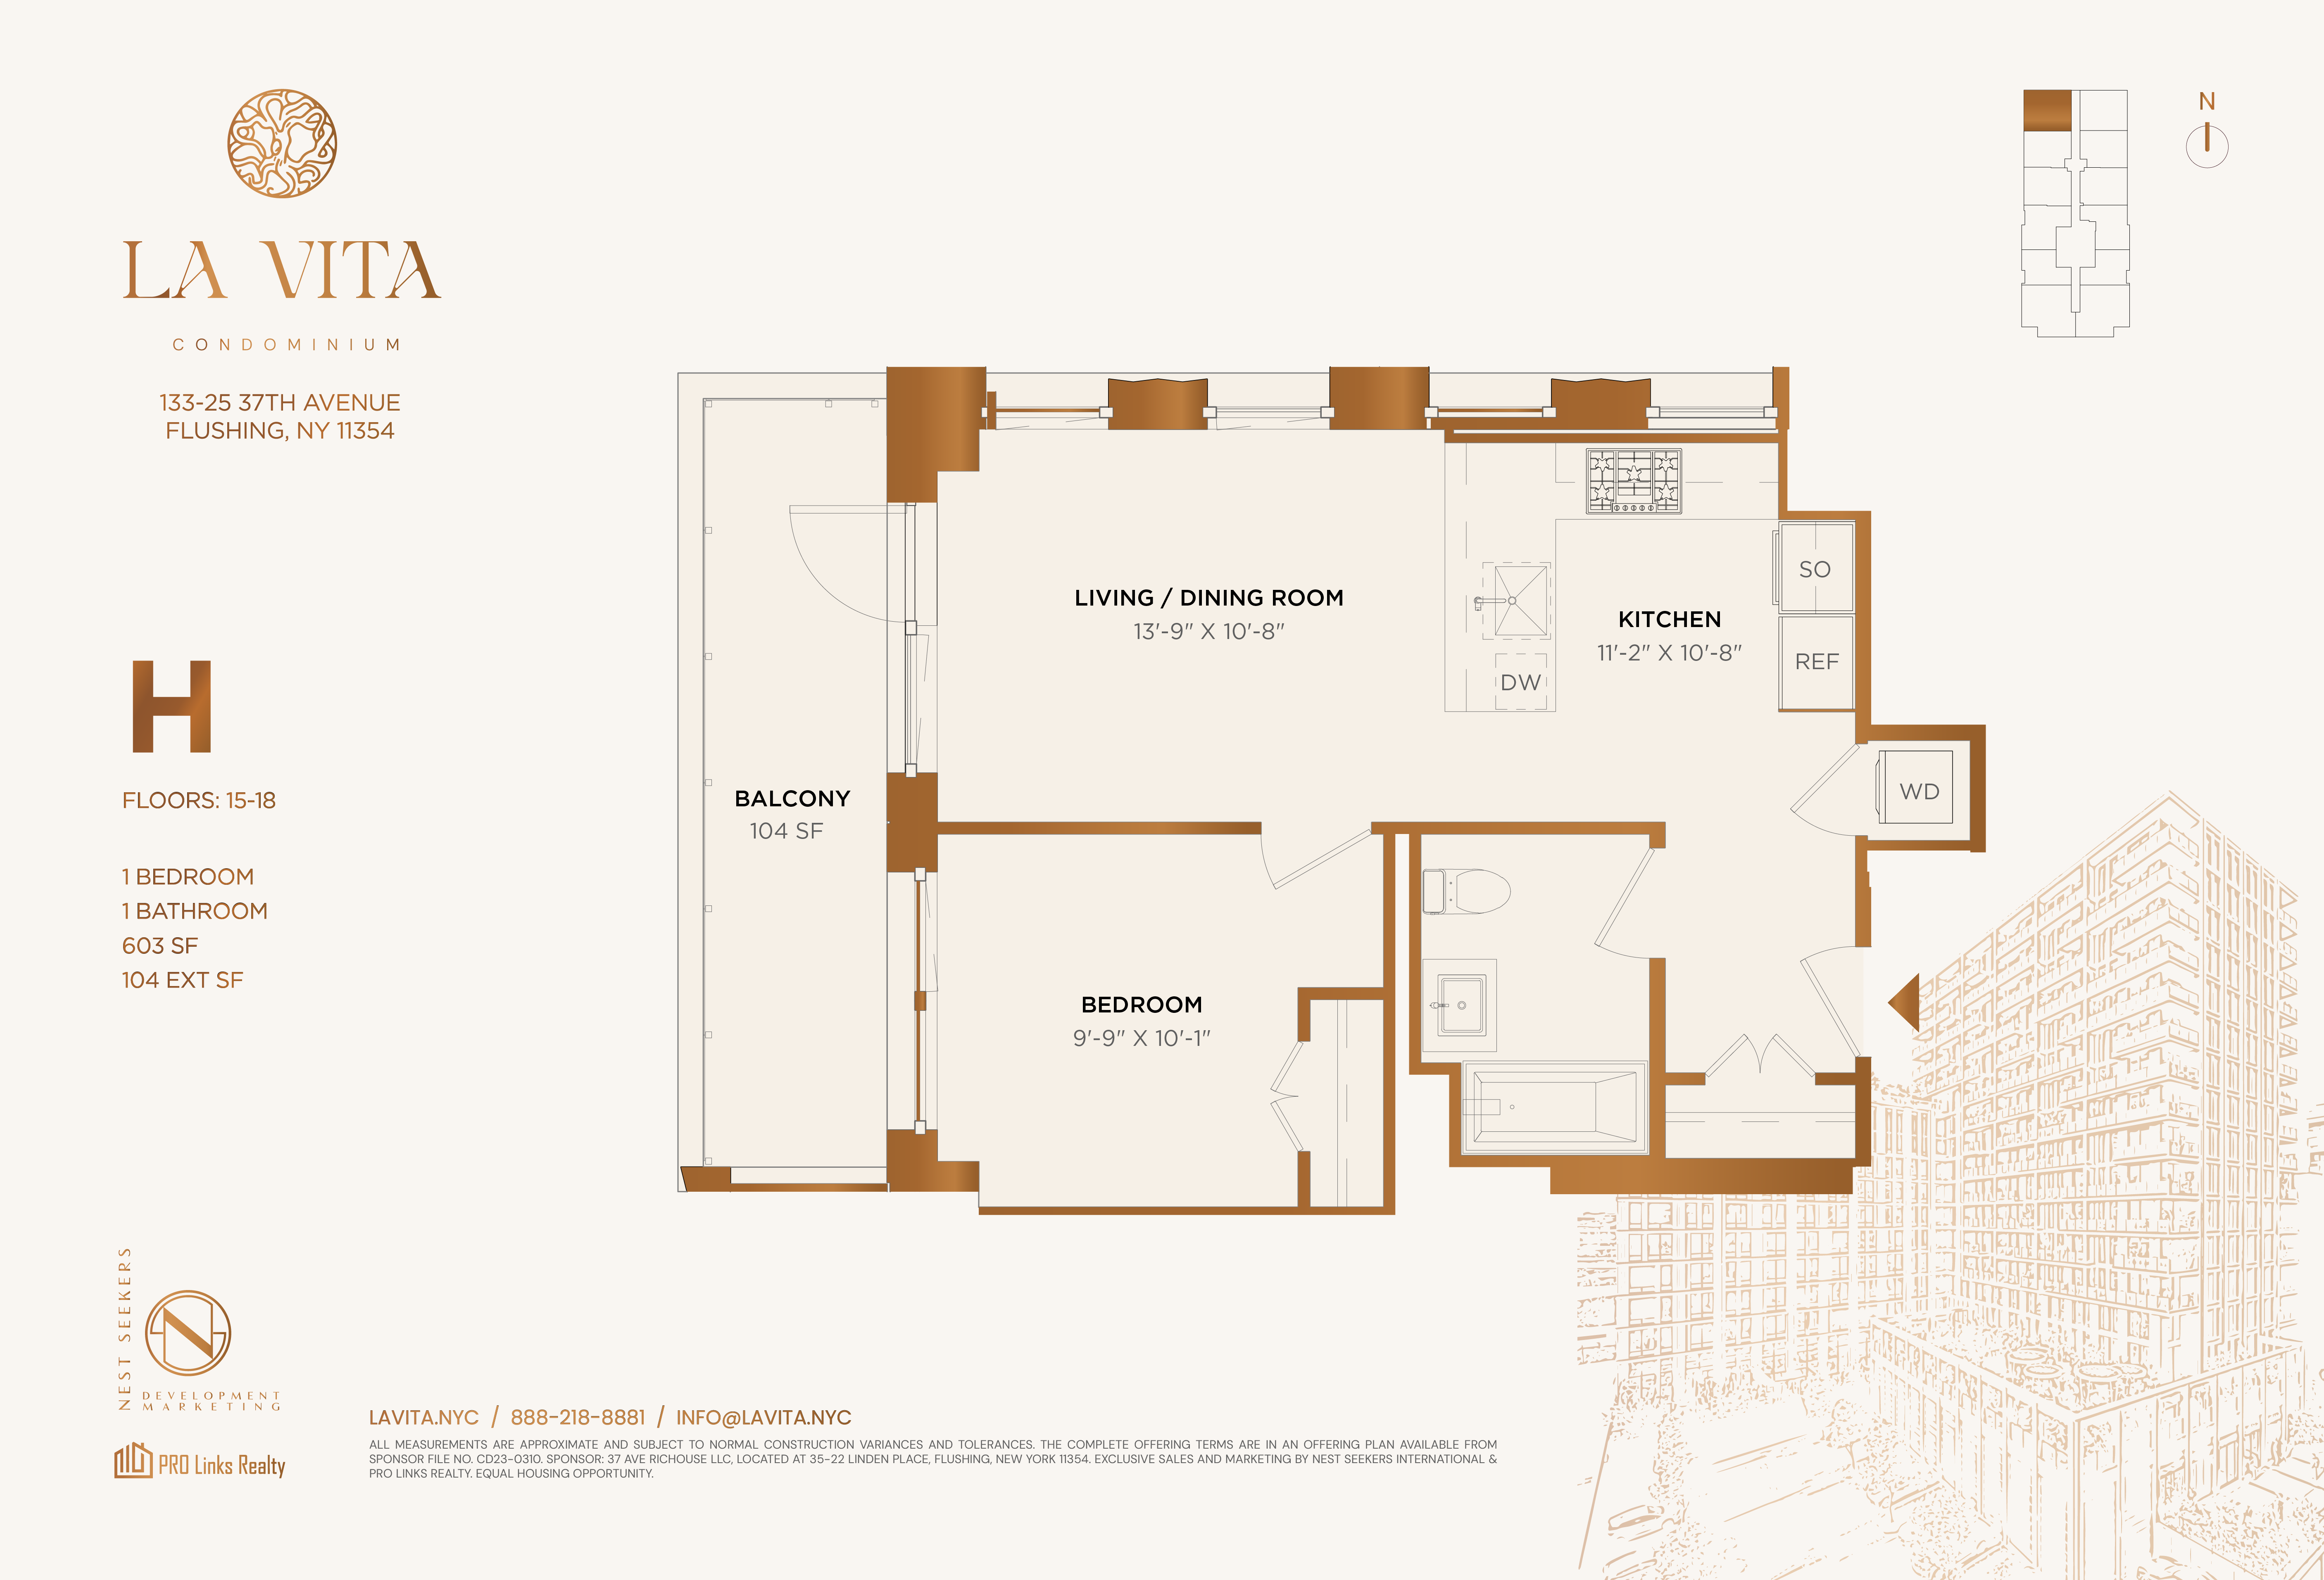 LA VITA
CONDOMINIUM
133-25 37TH AVENUE
FLUSHING, NY 11354
N
H
FLOORS: 15-18
1 BEDROOM
1 BATHROOM
603 SF
104 EXT SF
LIVING / DINING ROOM
13'-9" X 10'-8"
KITCHEN
11'-2" X 10'-8"
SO
REF
DW
WD
BALCONY
104 SF
BEDROOM
9'-9" X 10'-1"
NEST SEEKERS
N
DEVELOPMENT
MARKETING
PRO Links Realty
LAVITA.NYC / 888-218-8881 / INFO@LAVITA.NYC
ALL MEASUREMENTS ARE APPROXIMATE AND SUBJECT TO NORMAL CONSTRUCTION VARIANCES AND TOLERANCES. THE COMPLETE OFFERING TERMS ARE IN AN OFFERING PLAN AVAILABLE FROM
SPONSOR FILE NO. CD23-0310. SPONSOR: 37 AVE RICHOUSE LLC, LOCATED AT 35-22 LINDEN PLACE, FLUSHING, NEW YORK 11354. EXCLUSIVE SALES AND MARKETING BY NEST SEEKERS INTERNATIONAL &
PRO LINKS REALTY. EQUAL HOUSING OPPORTUNITY.